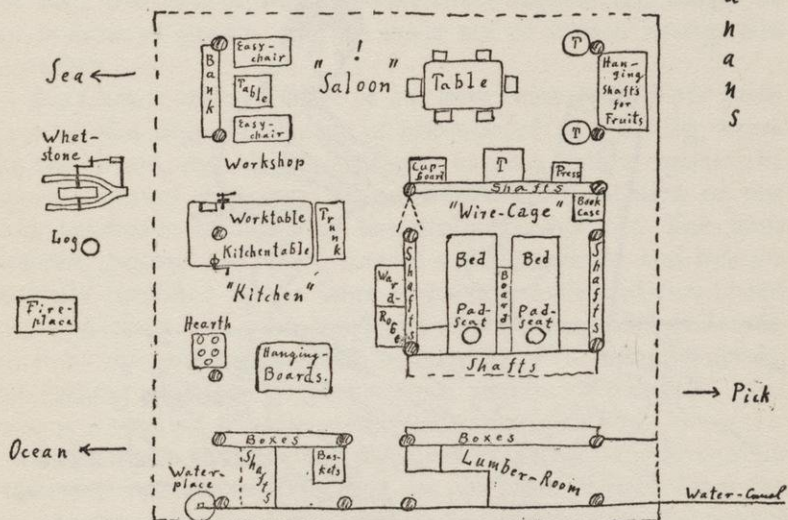 a
n
a
n
s
Sea
Bank
Easy-
chair
Table
Easy-
chair
"Saloon"
!
Table
T
T
Han-
ging
Shafts
for
Fruits
Whet-
stone
Workshop
Cup-
board
T
Press
Shafts
"Wire-Cage"
Book
Case
Log
Worktable
Kitchentable
Trunk
"Kitchen"
Ward-
Robe
Shafts
Bed
Board
Bed
Shafts
Pad-
seat
Pad-
seat
Shafts
Fire-
place
Hearth
Hanging-
Boards.
Pick
Ocean
Boxes
Shafts
Bas-
kets
Boxes
Lumber-Room
Water-
place
Water-Canal